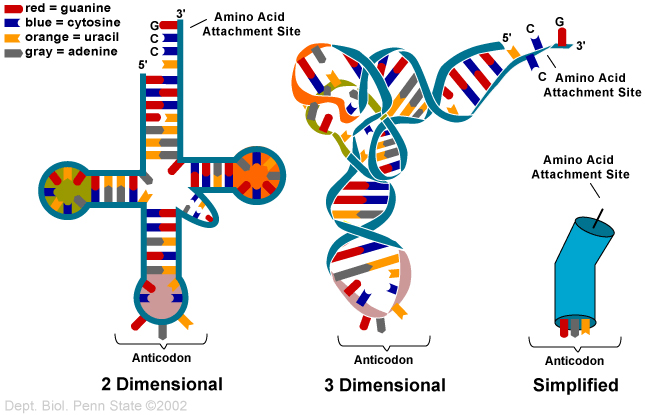 red = guanine
blue = cytosine
orange = uracil
gray = adenine
3'
G
C
C
5'
Amino Acid
Attachment Site
Anticodon
2 Dimensional
5'
C
G
3'
C
Amino Acid
Attachment Site
Anticodon
3 Dimensional
Amino Acid
Attachment Site
Anticodon
Simplified
Dept. Biol. Penn State ©2002